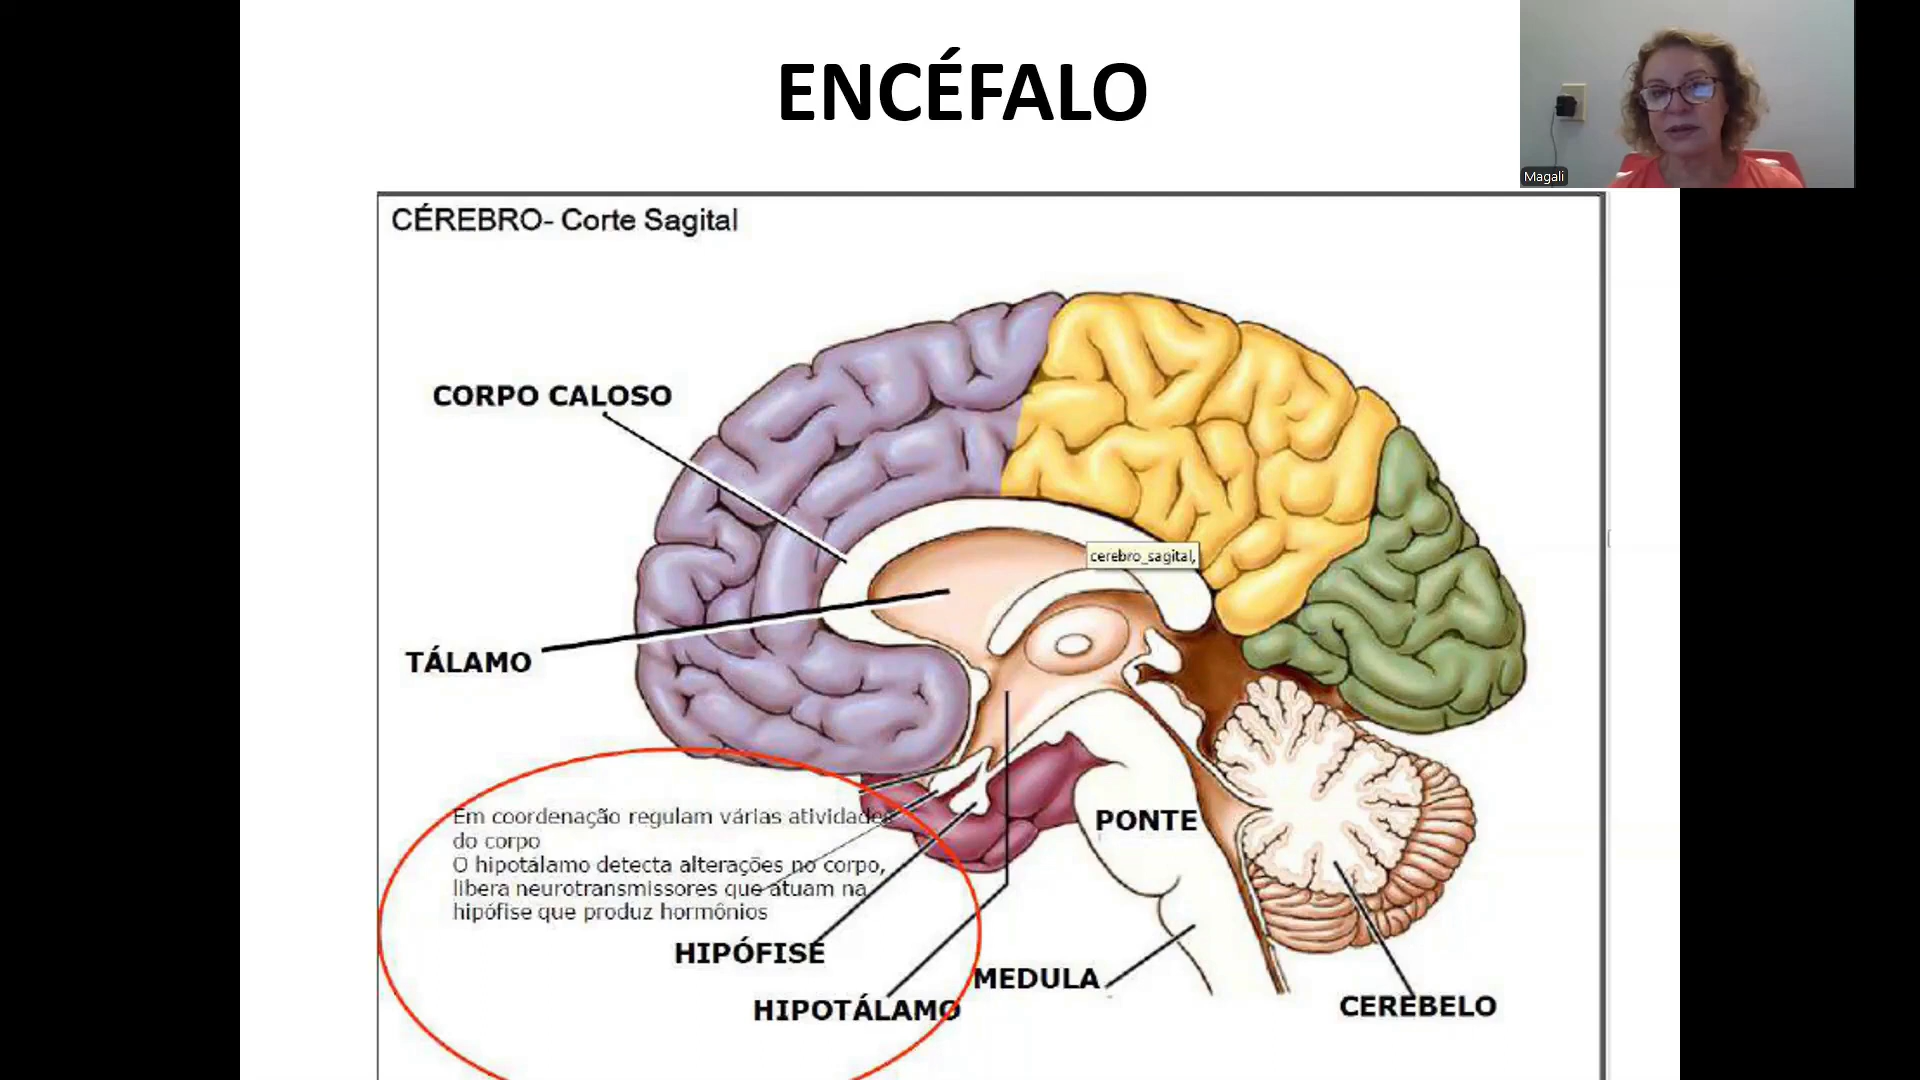 ENCÉFALO
Magali
CÉREBRO- Corte Sagital
CORPO CALOSO
cerebro_sagital,
TÁLAMO
Em coordenação regulam várias atividades
do corpo
O hipotálamo detecta alterações no corpo,
libera neurotransmissores que atuam na
hipófise que produz hormônios
PONTE
HIPÓFISE
MEDULA
HIPOTÁLAMO
CEREBELO